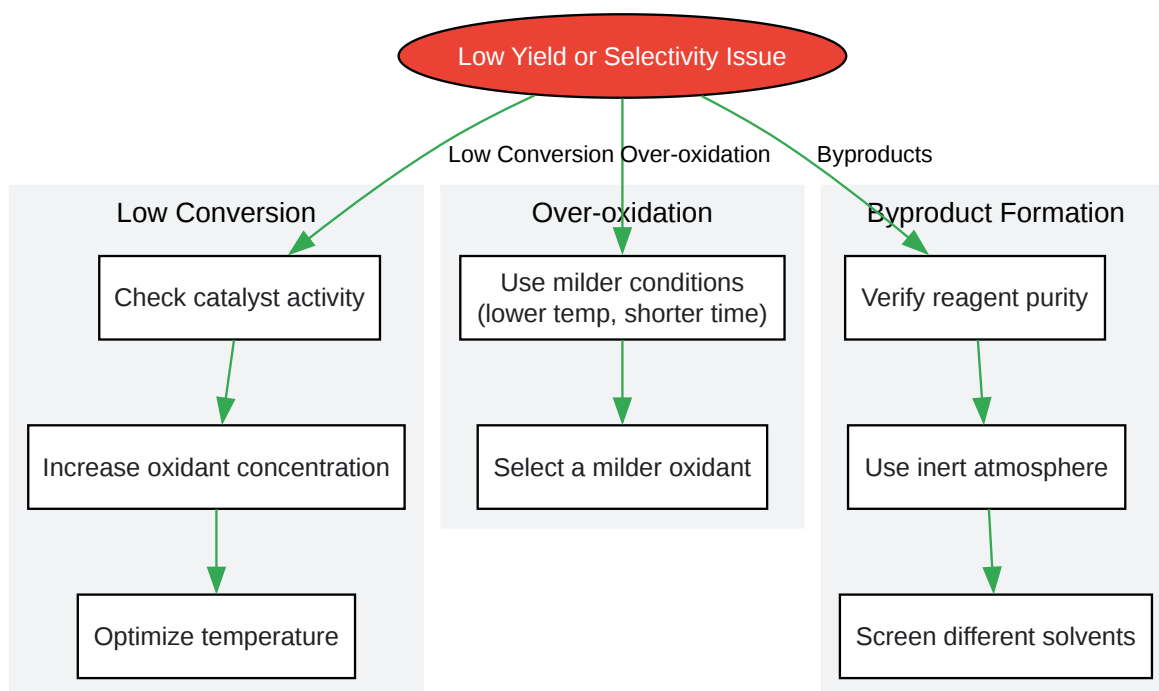 Low Yield or Selectivity Issue
Low Conversion
Over-oxidation
Byproducts
Low Conversion
Check catalyst activity
Increase oxidant concentration
Optimize temperature
Over-oxidation
Use milder conditions
(lower temp, shorter time)
Select a milder oxidant
Byproduct Formation
Verify reagent purity
Use inert atmosphere
Screen different solvents